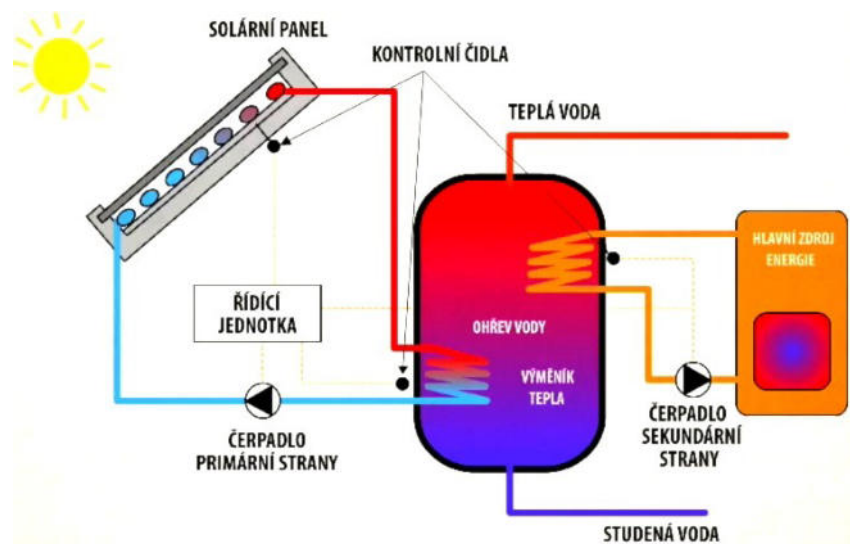 SOLÁRNÍ PANEL
KONTROLNÍ ČIDLA
TEPLÁ VODA
HLAVNÍ ZDROJ
ENERGIE
ŘÍDÍCÍ
JEDNOTKA
OHŘEV VODY
VÝMĚNÍK
TEPLA
ČERPADLO
PRIMÁRNÍ STRANY
ČERPADLO
SEKUNDÁRNÍ
STRANY
STUDENÁ VODA